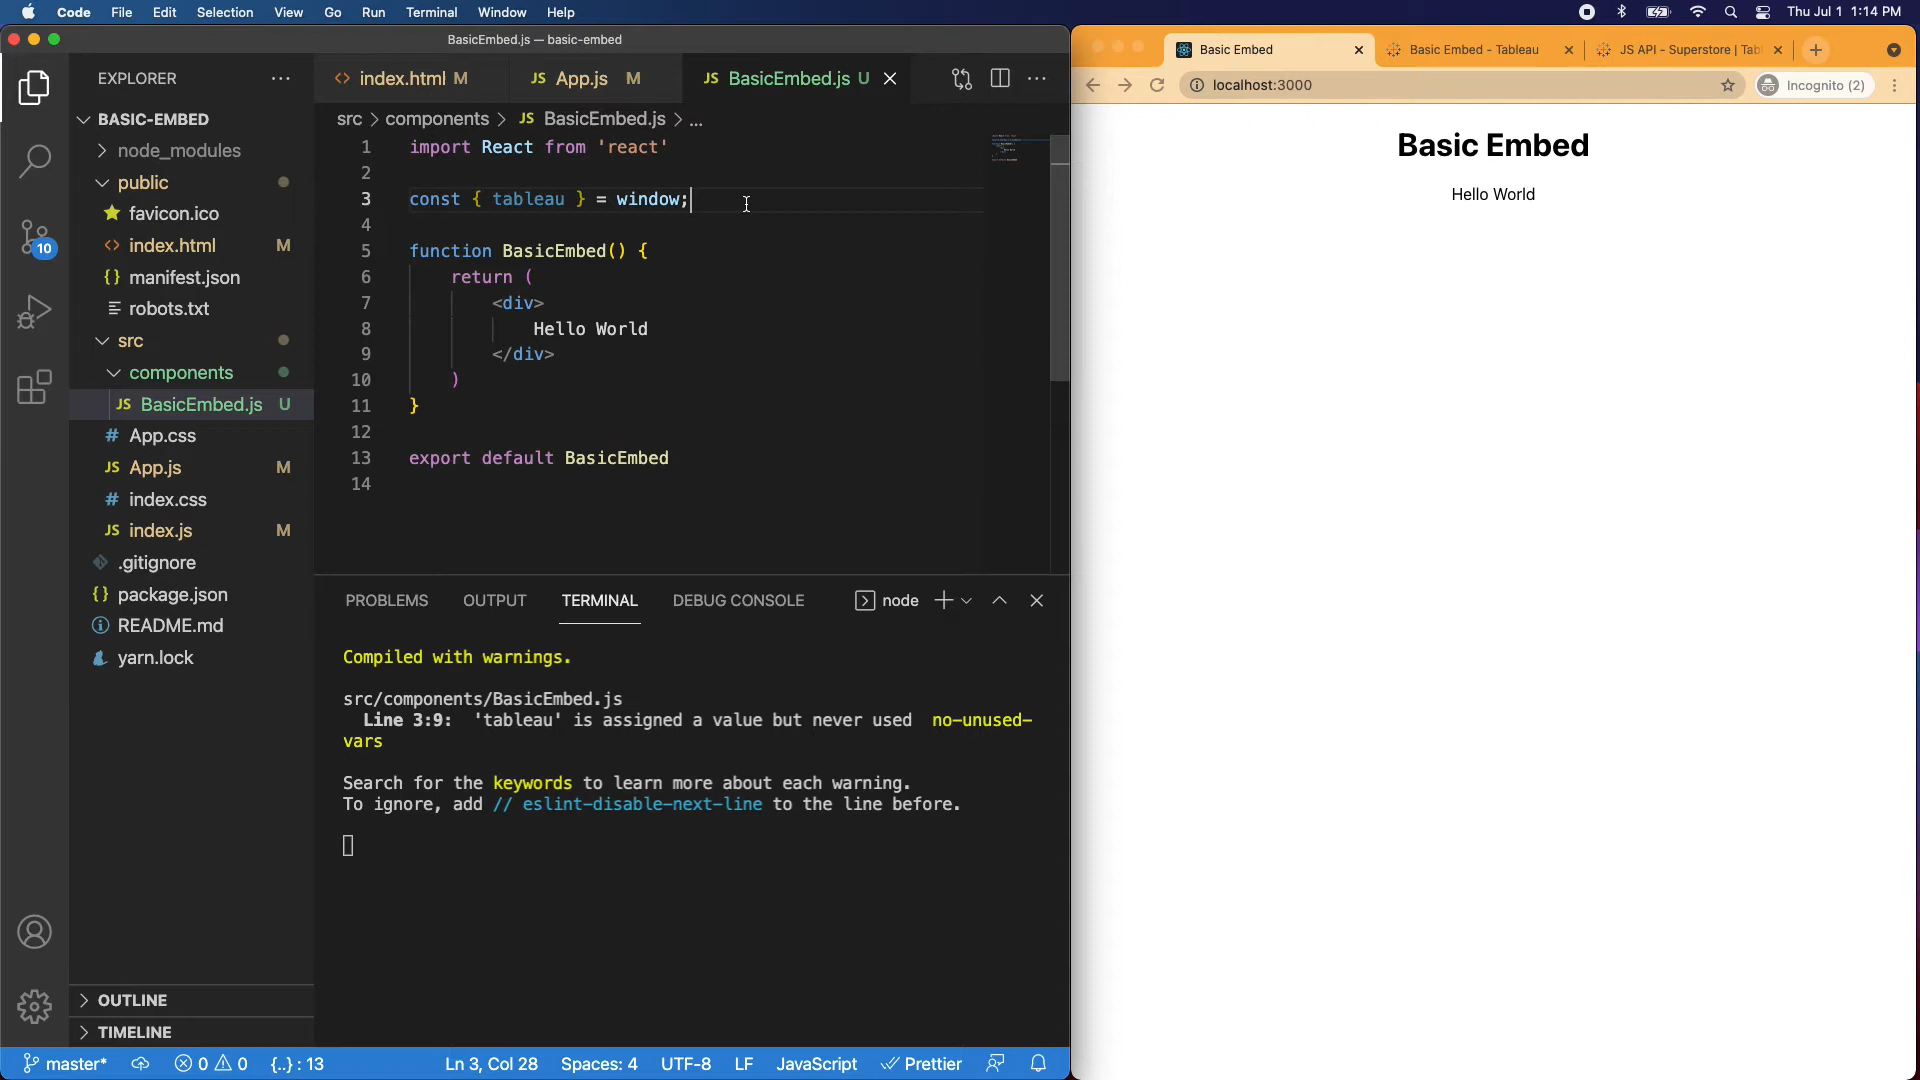 Code File Edit Selection View Go Run Terminal Window Help Thu Jul 1 1:14 PM
BasicEmbed.js — basic-embed
EXPLORER
BASIC-EMBED
node_modules
public
favicon.ico
index.html M
manifest.json
robots.txt
src
components
JS BasicEmbed.js U
# App.css
JS App.js M
# index.css
JS index.js M
.gitignore
{} package.json
README.md
yarn.lock
OUTLINE
TIMELINE
10
<> index.html M JS App.js M JS BasicEmbed.js U
src > components > JS BasicEmbed.js > ...
1 import React from 'react'
2
3 const { tableau } = window;
4
5 function BasicEmbed() {
6 return (
7 <div>
8 Hello World
9 </div>
10 )
11 }
12
13 export default BasicEmbed
14
PROBLEMS OUTPUT TERMINAL DEBUG CONSOLE node
Compiled with warnings.
src/components/BasicEmbed.js
Line 3:9: 'tableau' is assigned a value but never used no-unused-
vars
Search for the keywords to learn more about each warning.
To ignore, add // eslint-disable-next-line to the line before.
master* 0 0 {..} : 13 Ln 3, Col 28 Spaces: 4 UTF-8 LF JavaScript Prettier
Basic Embed Basic Embed - Tableau JS API - Superstore | Tab
localhost:3000 Incognito (2)
Basic Embed
Hello World